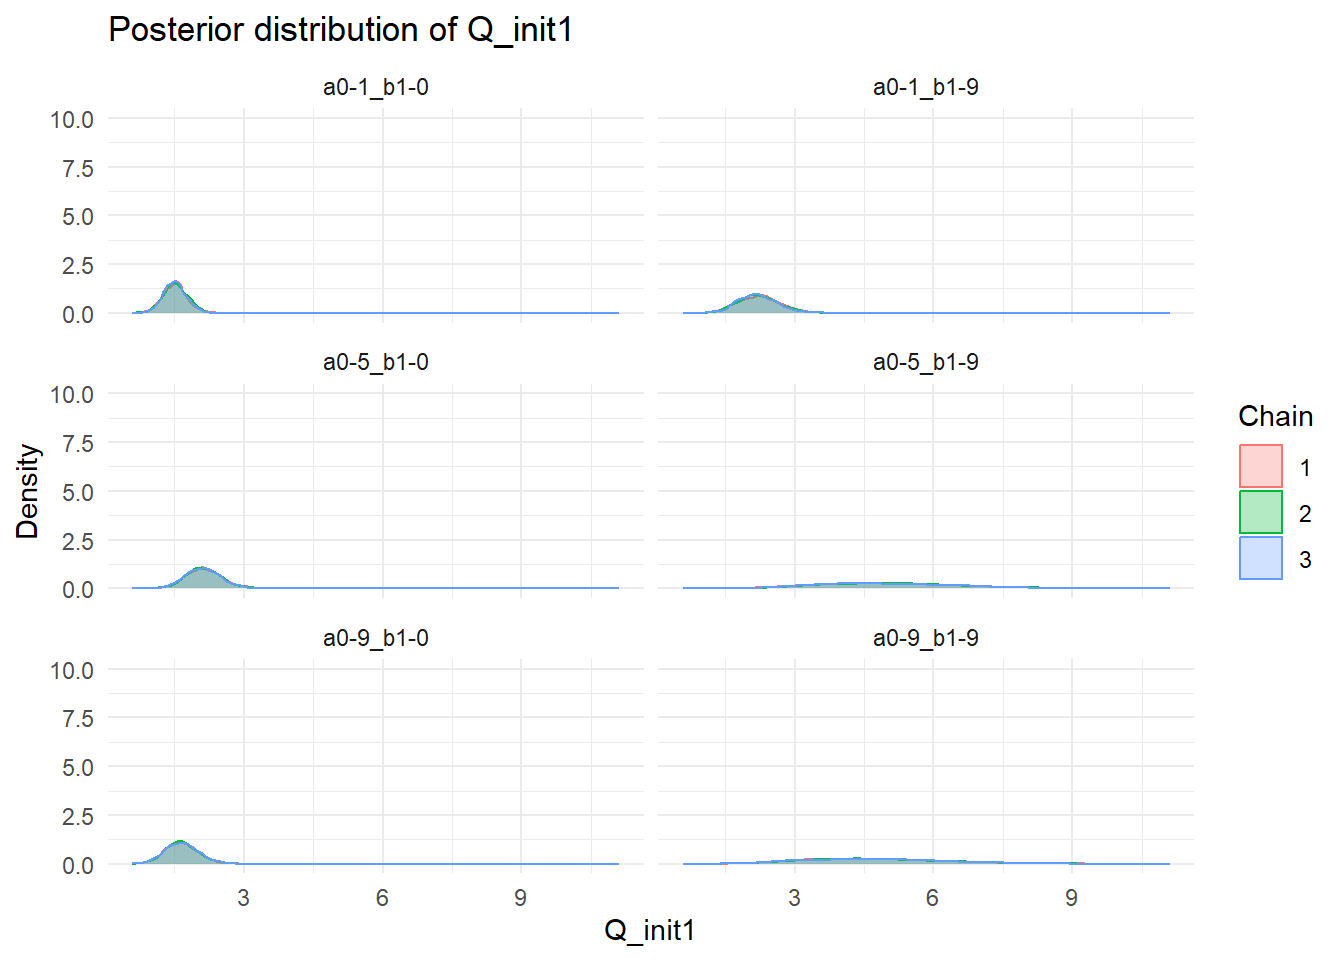 Posterior distribution of Q_init1
a0-1_b1-0
a0-1_b1-9
10.0
7.5
5.0
2.5
0.0
a0-5_b1-0
a0-5_b1-9
10.0
7.5
5.0
2.5
0.0
a0-9_b1-0
a0-9_b1-9
10.0
7.5
5.0
2.5
0.0
3 6 9
3 6 9
Q_init1
Density
Chain
1
2
3